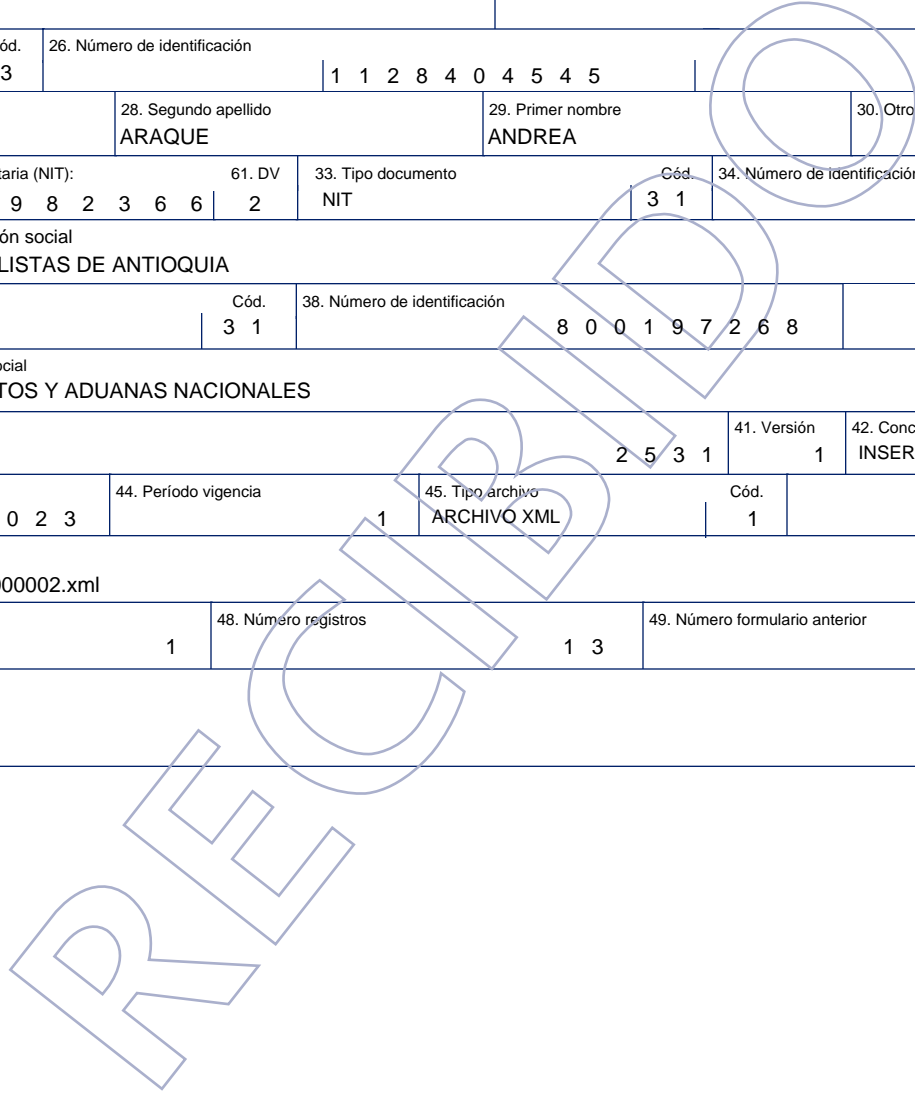 ód. 26. Número de identificación
3 1 1 2 8 4 0 4 5 4 5
28. Segundo apellido 29. Primer nombre 30. Otro
ARAQUE ANDREA
taria (NIT): 61. DV 33. Tipo documento Cód. 34. Número de identificación
9 8 2 3 6 6 2 NIT 3 1
ón social
LISTAS DE ANTIOQUIA
Cód. 38. Número de identificación
3 1 8 0 0 1 9 7 2 6 8
ocial
TOS Y ADUANAS NACIONALES
41. Versión 42. Conc
2 5 3 1 1 INSER
44. Período vigencia 45. Tipo archivo Cód.
0 2 3 1 ARCHIVO XML 1
000002.xml
48. Número registros 49. Número formulario anterior
1 1 3
RECIBIDO